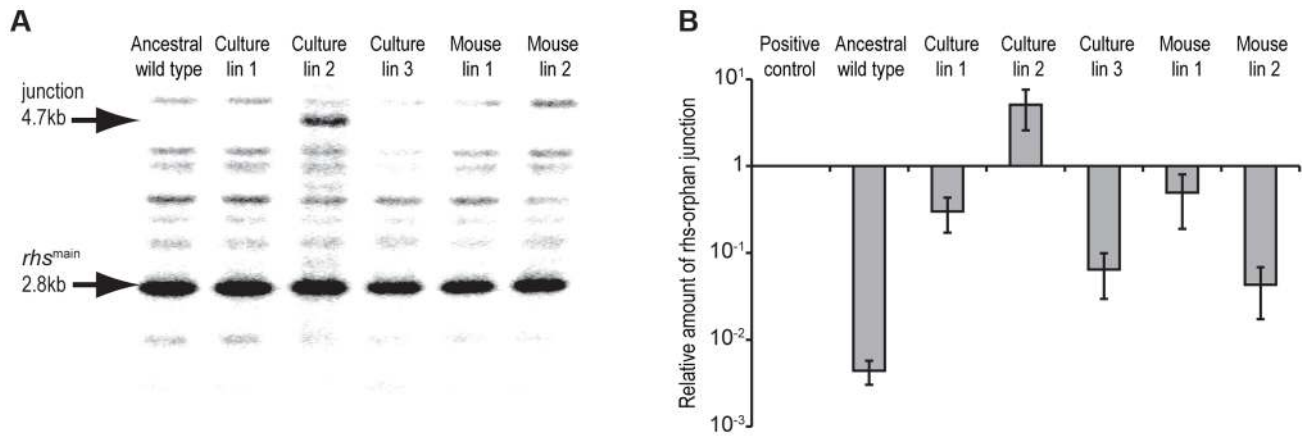 A
Ancestral wild type
Culture lin 1
Culture lin 2
Culture lin 3
Mouse lin 1
Mouse lin 2
junction
4.7kb
rhsmain
2.8kb
B
Positive control
Ancestral wild type
Culture lin 1
Culture lin 2
Culture lin 3
Mouse lin 1
Mouse lin 2
Relative amount of rhs-orphan junction
10^1
1
10^-1
10^-2
10^-3